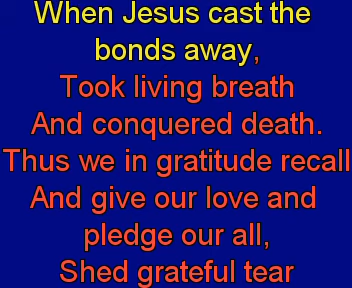 When Jesus cast the
bonds away,
Took living breath
And conquered death.
Thus we in gratitude recall
And give our love and
pledge our all,
Shed grateful tear